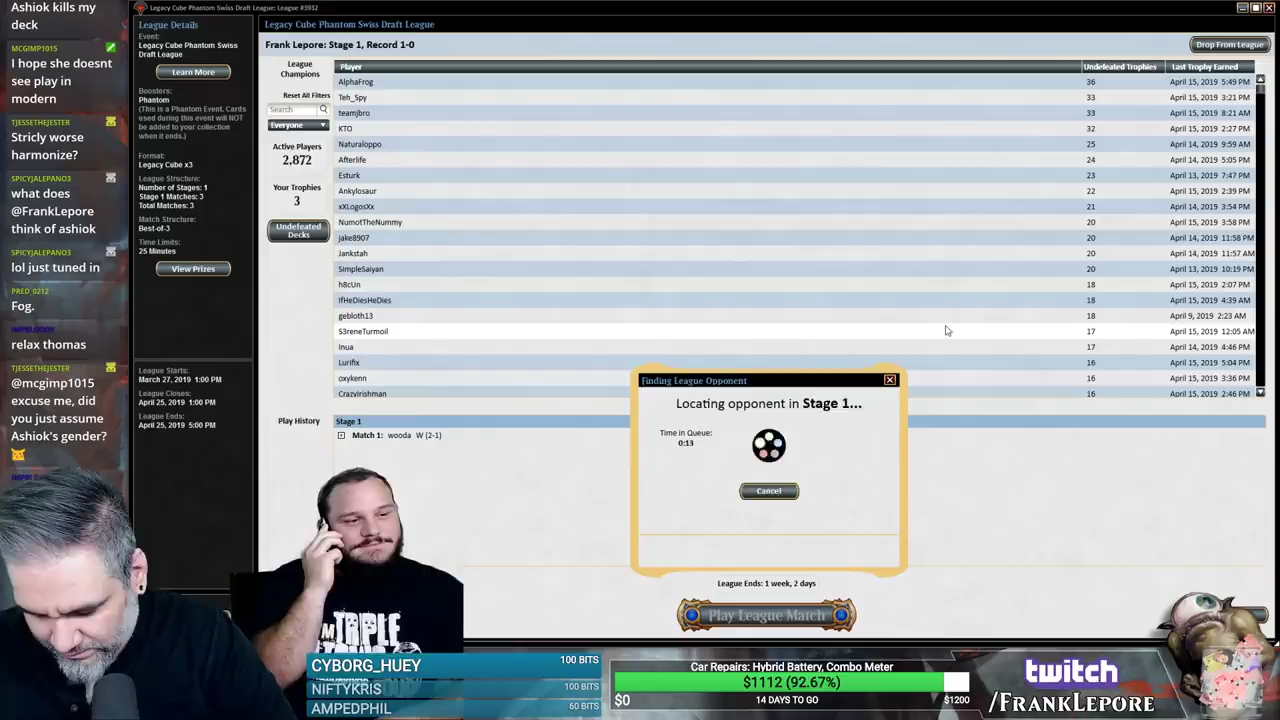 Ashiok kills my
deck
MCGIMP1015
I hope she doesnt
see play in
modern
TJESSETHEJESTER
Stricly worse
harmonize?
SPICYJALEPANO3
what does
@FrankLepore
think of ashiok
SPICYJALEPANO3
lol just tuned in
PRED_0212
Fog.
relax thomas
TJESSETHEJESTER
@mcgimp1015
excuse me, did
you just assume
Ashiok's gender?
Legacy Cube Phantom Swiss Draft League: League #3932
League Details
Event:
Legacy Cube Phantom Swiss
Draft League
Learn More
Boosters:
Phantom
(This is a Phantom Event. Cards
used during this event will NOT
be added to your collection
when it ends.)
Format:
Legacy Cube x3
League Structure:
Number of Stages: 1
Stage 1 Matches: 3
Total Matches: 3
Match Structure:
Best-of-3
Time Limits:
25 Minutes
View Prizes
League Starts:
March 27, 2019 1:00 PM
League Closes:
April 25, 2019 1:00 PM
League Ends:
April 25, 2019 5:00 PM
Legacy Cube Phantom Swiss Draft League
Frank Lepore: Stage 1, Record 1-0
Drop From League
League
Champions
Reset All Filters
Search
Everyone
Active Players
2,872
Your Trophies
3
Undefeated
Decks
Player Undefeated Trophies Last Trophy Earned
AlphaFrog 36 April 15, 2019 5:49 PM
Teh_Spy 33 April 15, 2019 3:21 PM
teamjbro 33 April 15, 2019 8:21 AM
KTO 32 April 15, 2019 2:27 PM
Naturaloppo 25 April 14, 2019 9:59 AM
Afterlife 24 April 14, 2019 5:05 PM
Esturk 23 April 13, 2019 7:47 PM
Ankylosaur 22 April 15, 2019 2:39 PM
xXLogosXx 21 April 14, 2019 3:54 PM
NumotTheNummy 20 April 15, 2019 3:58 PM
jake8907 20 April 14, 2019 11:58 PM
Jankstah 20 April 14, 2019 11:57 AM
SimpleSaiyan 20 April 13, 2019 10:19 PM
h8cUn 18 April 15, 2019 2:07 PM
IfHeDiesHeDies 18 April 15, 2019 4:39 AM
gebloth13 18 April 9, 2019 2:23 AM
S3reneTurmoil 17 April 15, 2019 12:05 AM
Inua 17 April 14, 2019 4:46 PM
Lurifix 16 April 15, 2019 5:04 PM
oxykenn 16 April 15, 2019 3:36 PM
CrazyIrishman 16 April 15, 2019 2:46 PM
Play History
Stage 1
Match 1: wooda W (2-1)
Finding League Opponent
Locating opponent in Stage 1...
Time in Queue:
0:13
Cancel
League Ends: 1 week, 2 days
Play League Match
CYBORG_HUEY 100 BITS
NIFTYKRIS 100 BITS
AMPEDPHIL 60 BITS
Car Repairs: Hybrid Battery, Combo Meter
$1112 (92.67%)
$0 14 DAYS TO GO $1200
twitch
/FRANKLEPORE